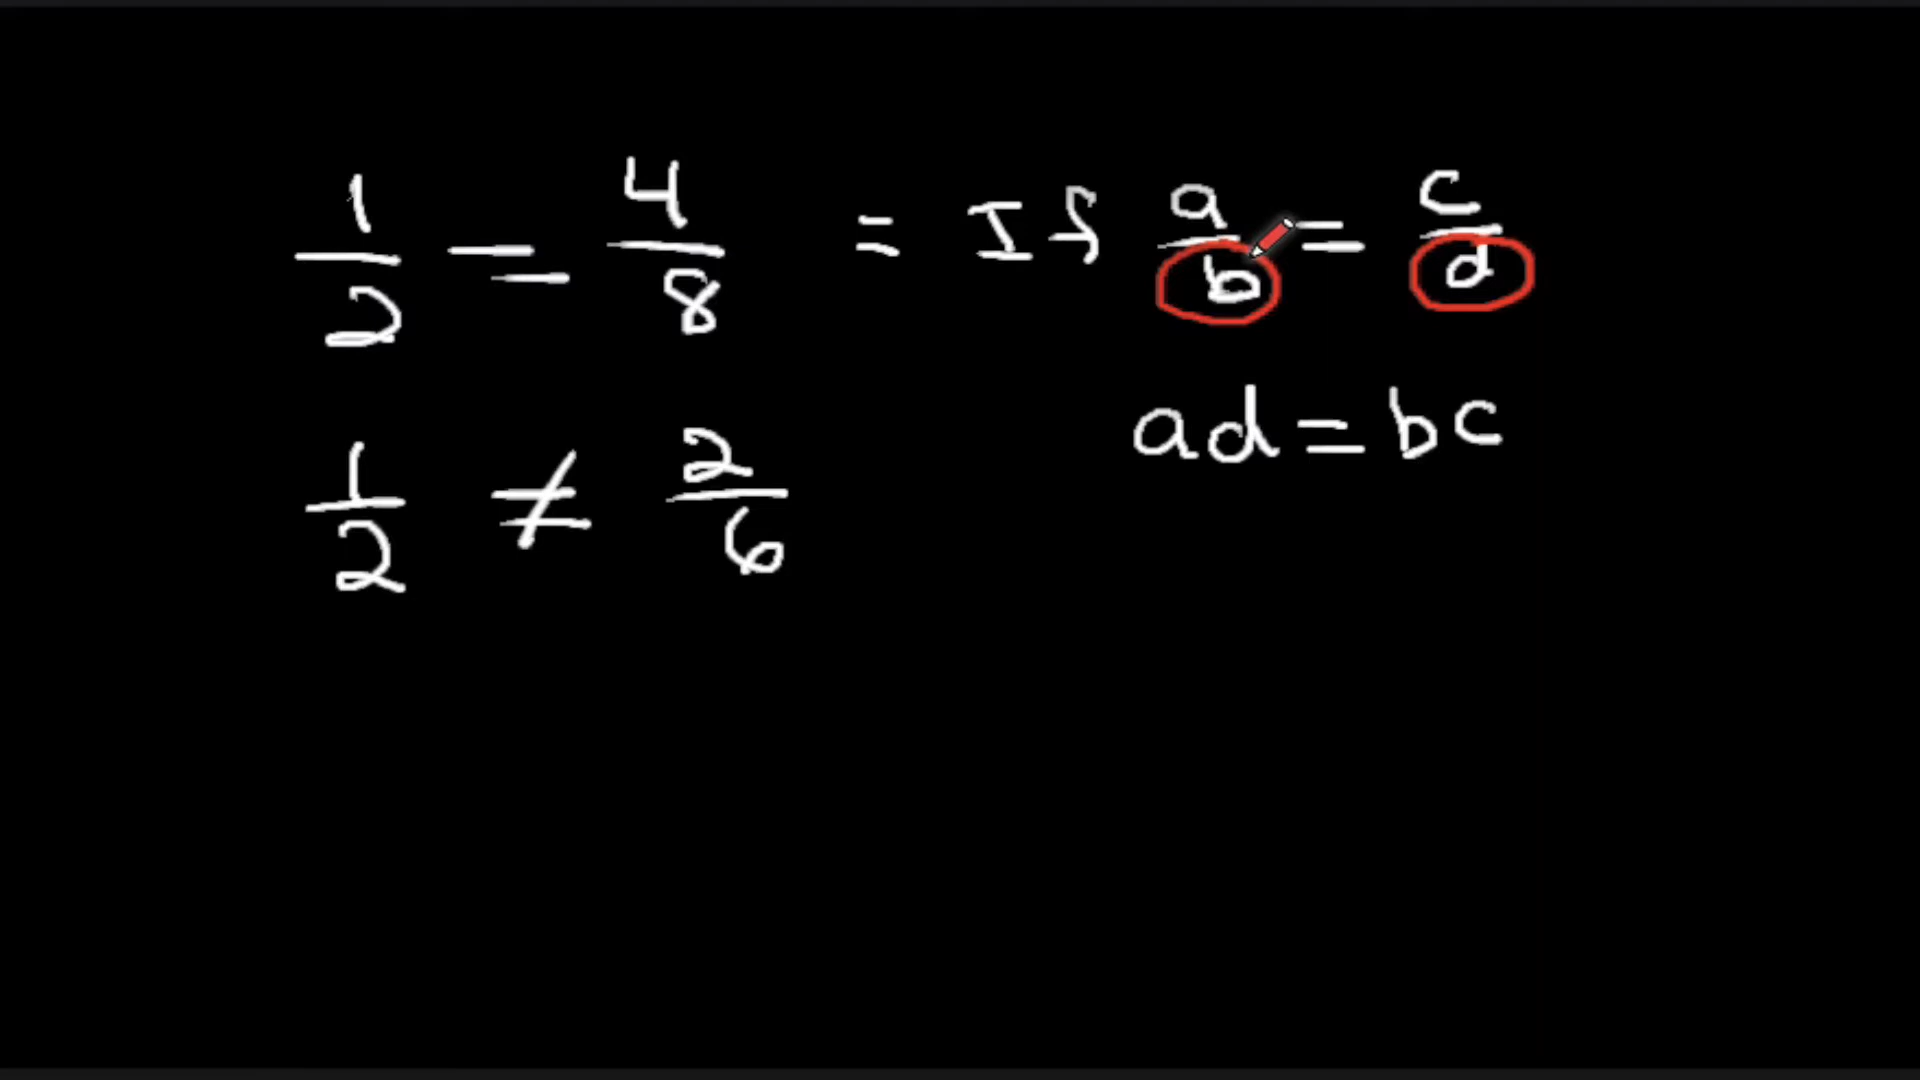 1/2 = 4/8 = If a/b = c/d
ad = bc
1/2 ≠ 2/6